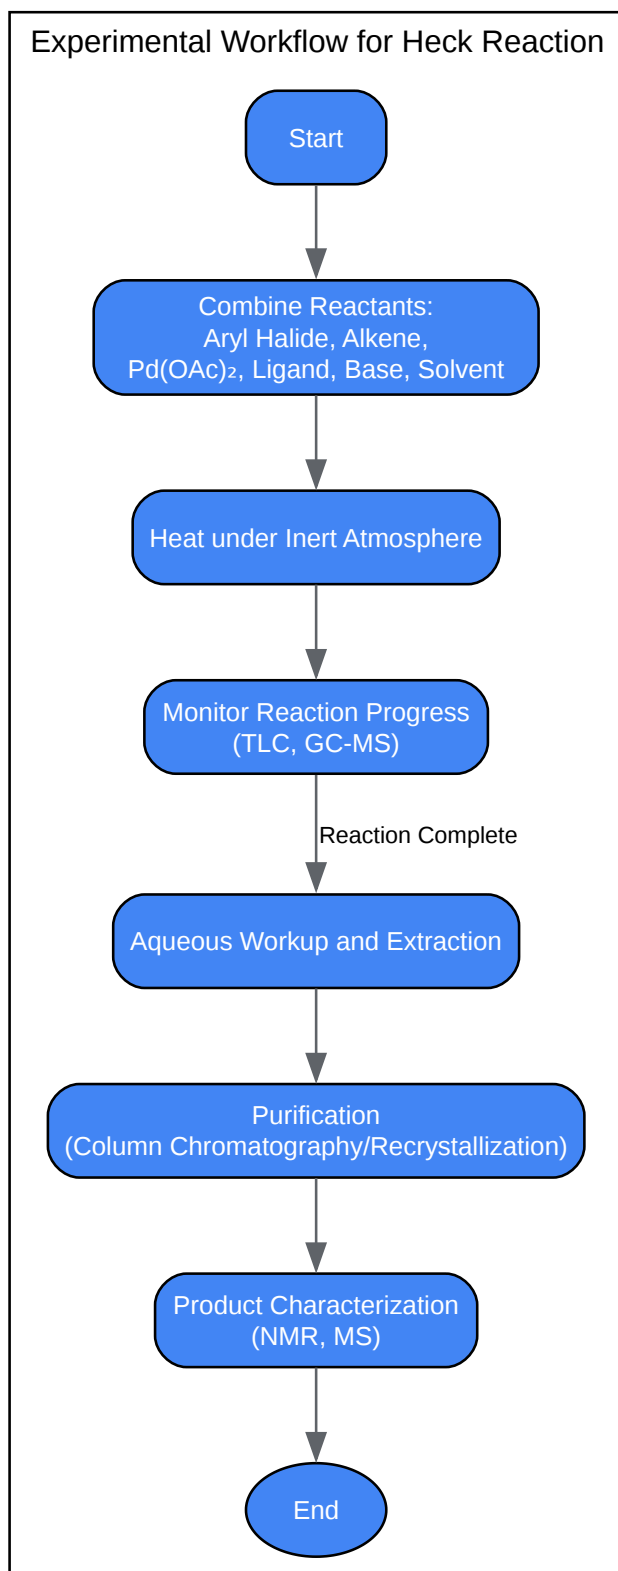 Experimental Workflow for Heck Reaction
Start
Combine Reactants:
Aryl Halide, Alkene,
Pd(OAc)₂, Ligand, Base, Solvent
Heat under Inert Atmosphere
Monitor Reaction Progress
(TLC, GC-MS)
Reaction Complete
Aqueous Workup and Extraction
Purification
(Column Chromatography/Recrystallization)
Product Characterization
(NMR, MS)
End